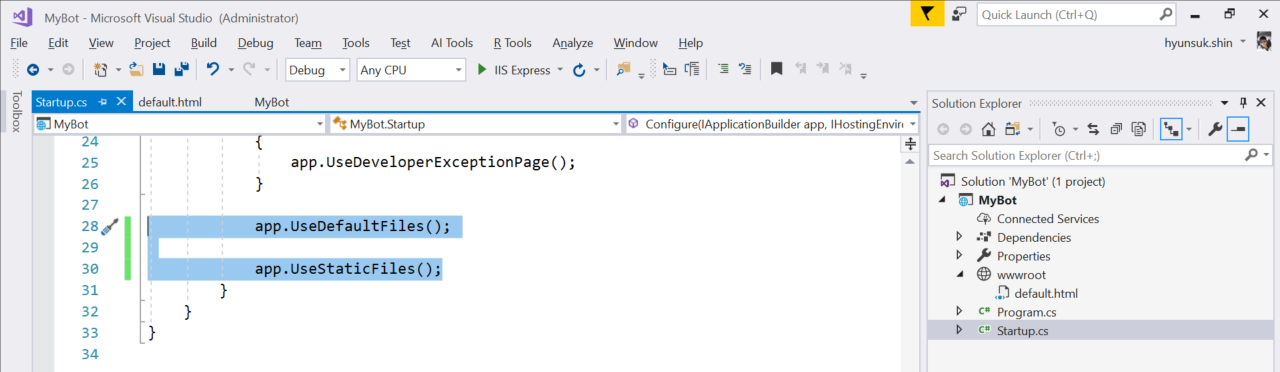 MyBot - Microsoft Visual Studio (Administrator)
Quick Launch (Ctrl+Q)
File Edit View Project Build Debug Team Tools Test AI Tools R Tools Analyze Window Help
hyunsuk.shin
Debug Any CPU IIS Express
Toolbox
Startup.cs default.html MyBot
MyBot MyBot.Startup Configure(IApplicationBuilder app, IHostingEnviro
24 {
25 app.UseDeveloperExceptionPage();
26 }
27
28 app.UseDefaultFiles();
29
30 app.UseStaticFiles();
31 }
32 }
33 }
34
Solution Explorer
Search Solution Explorer (Ctrl+;)
Solution 'MyBot' (1 project)
MyBot
Connected Services
Dependencies
Properties
wwwroot
default.html
C# Program.cs
C# Startup.cs